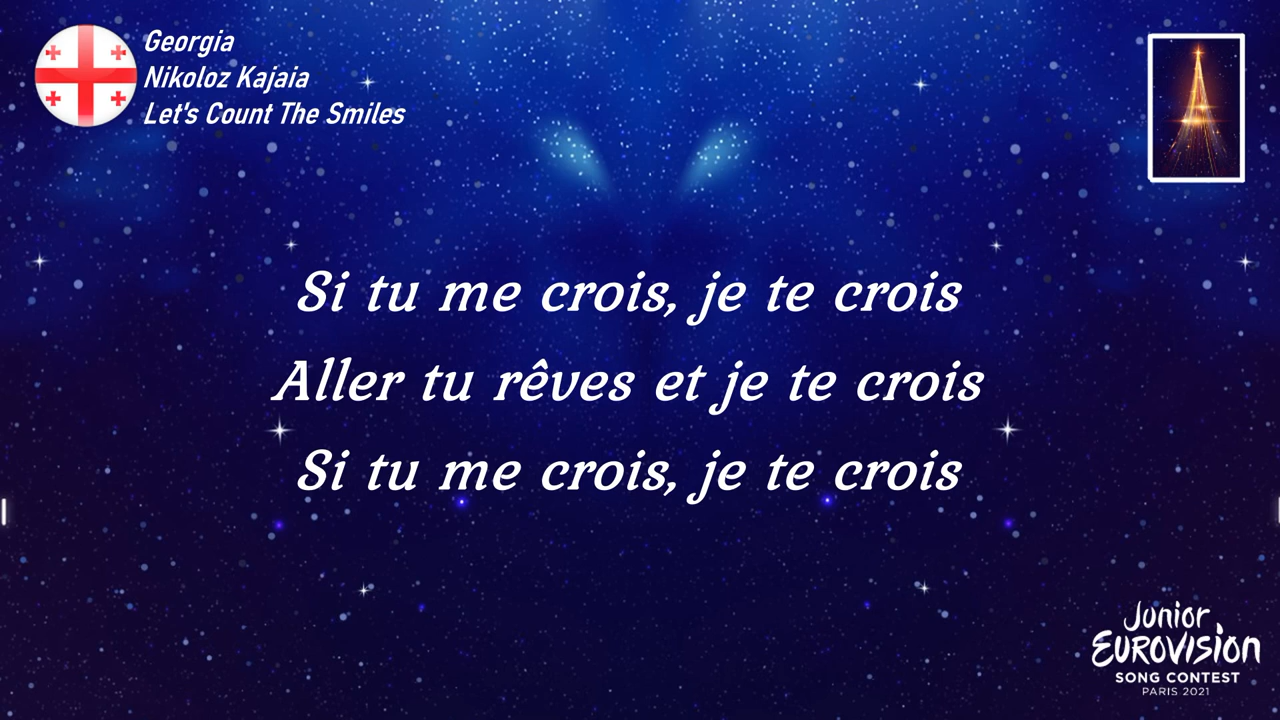 Georgia
Nikoloz Kajaia
Let's Count The Smiles
Si tu me crois, je te crois
Aller tu rêves et je te crois
Si tu me crois, je te crois
Junior
EUROVISION
SONG CONTEST
PARIS 2021